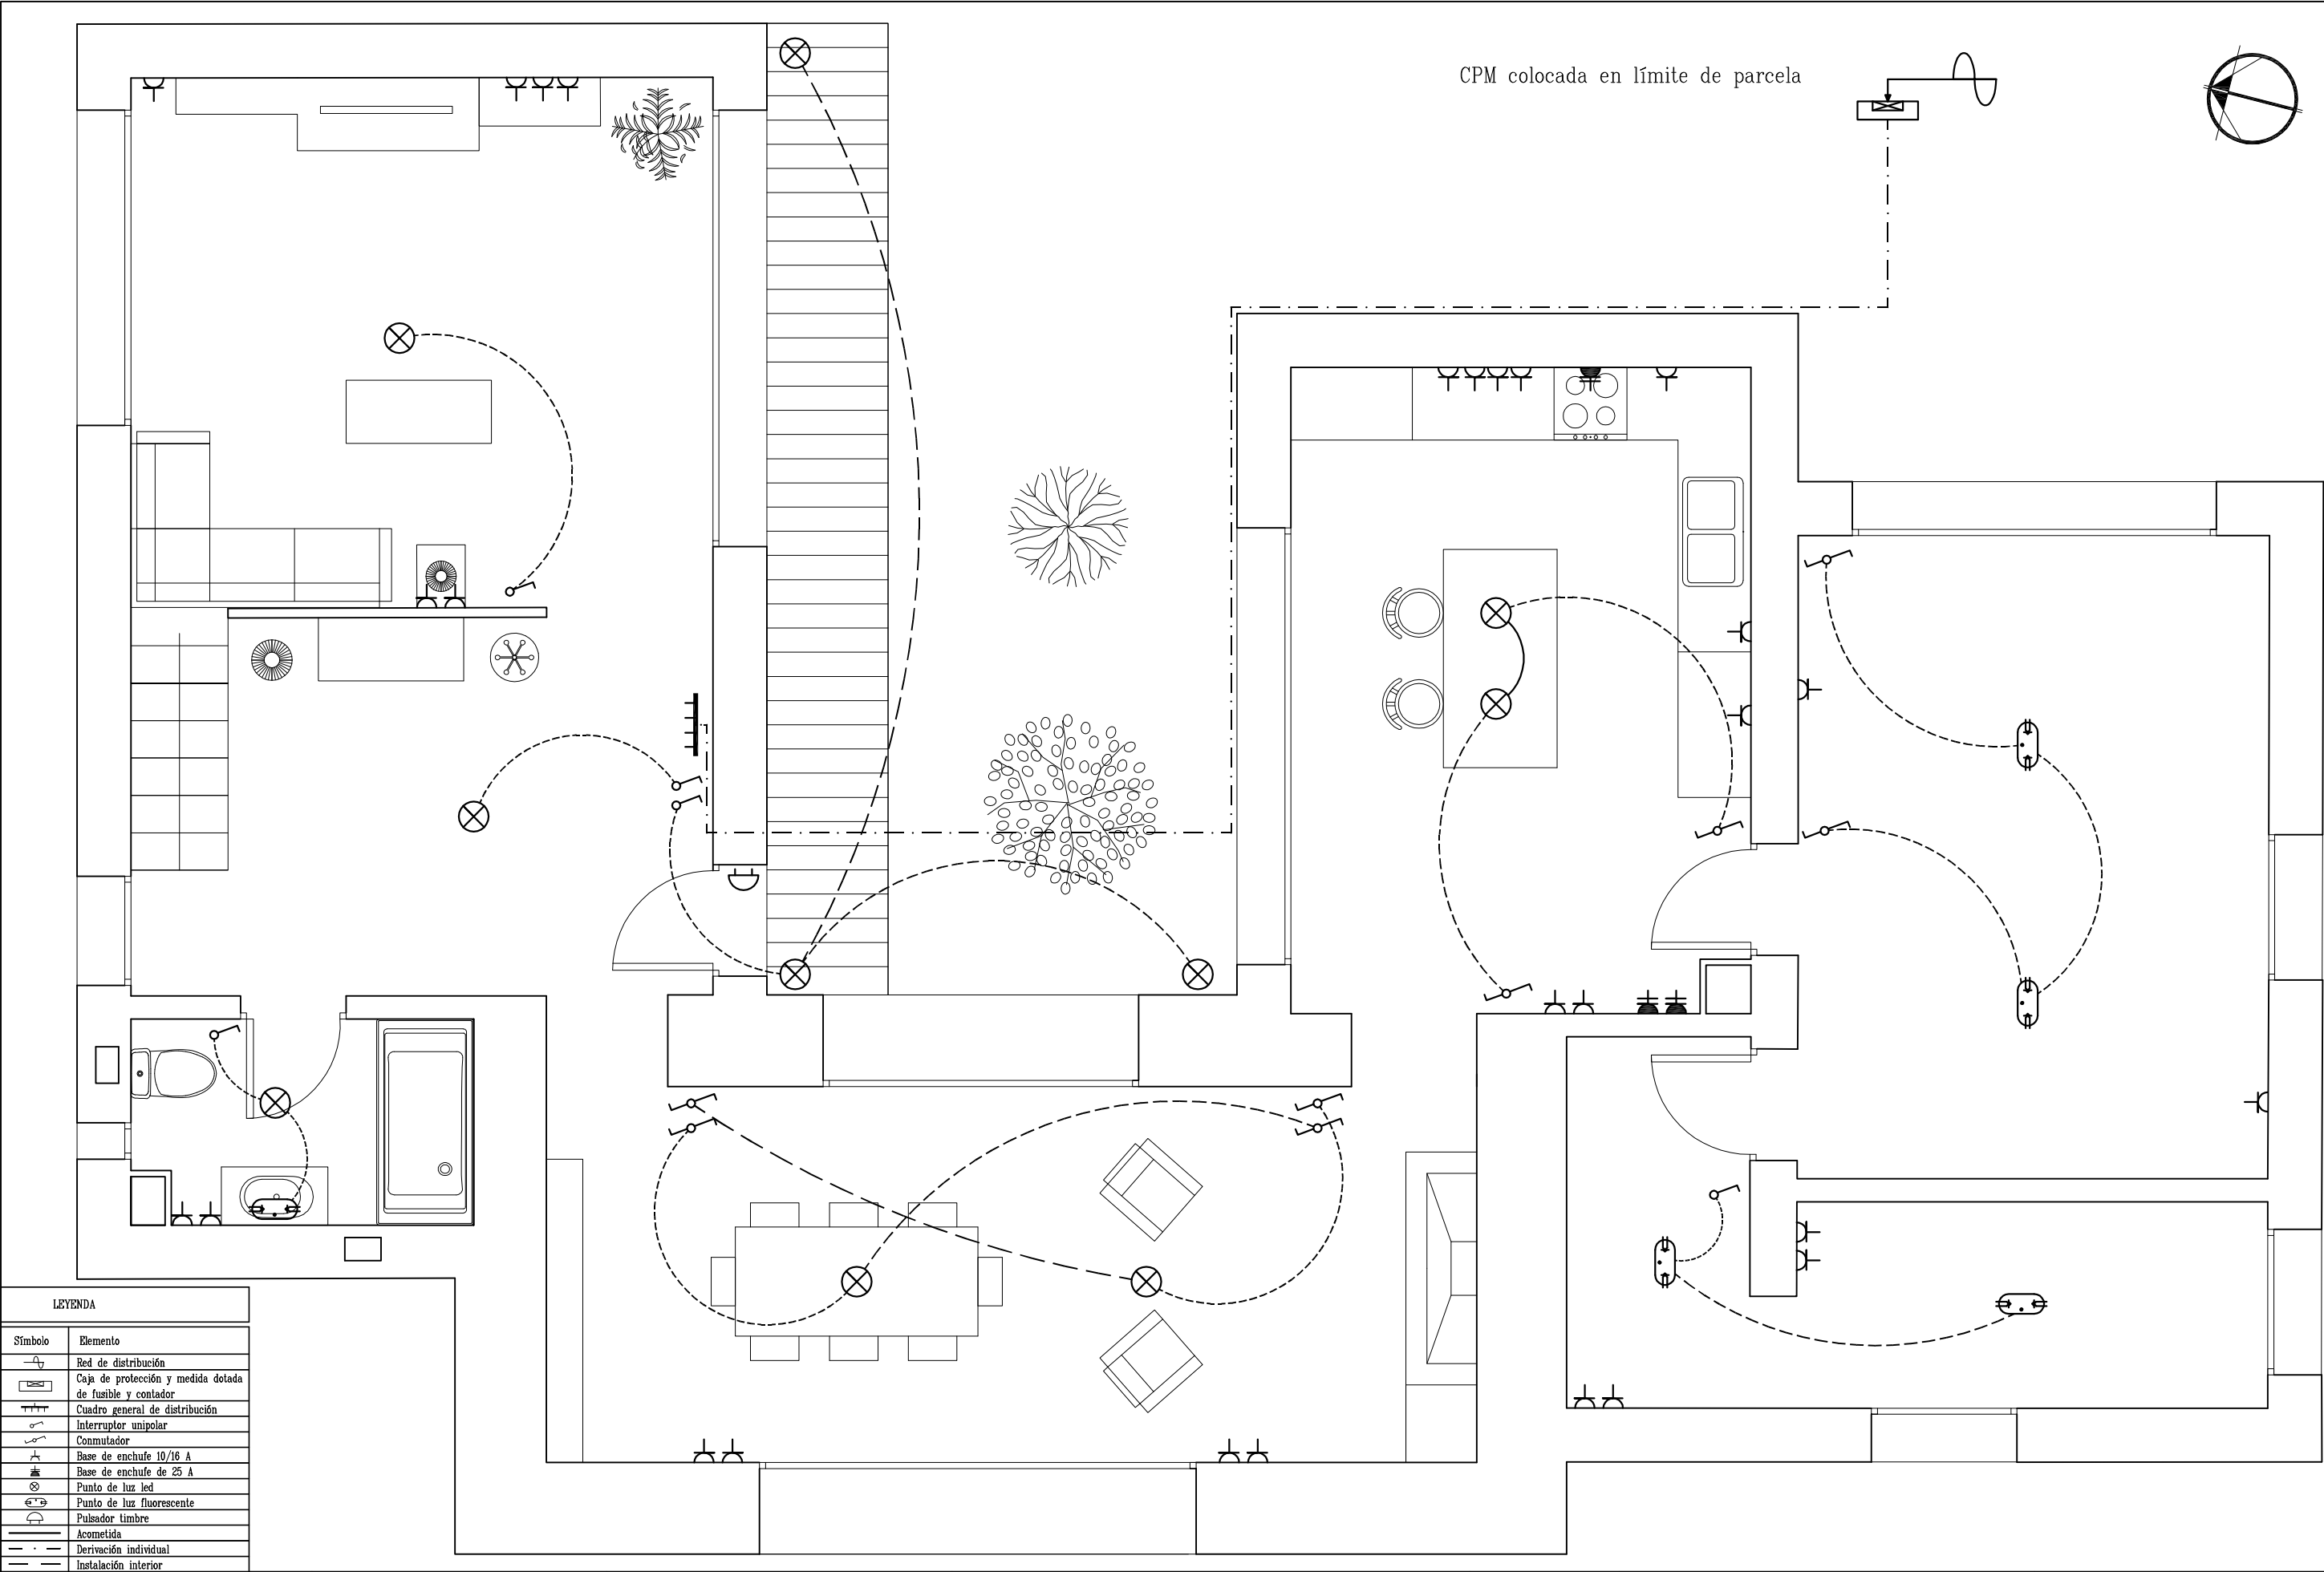 CPM colocada en límite de parcela
LEYENDA
Símbolo Elemento
Red de distribución
Caja de protección y medida dotada
de fusible y contador
Cuadro general de distribución
Interruptor unipolar
Conmutador
Base de enchufe 10/16 A
Base de enchufe de 25 A
Punto de luz led
Punto de luz fluorescente
Pulsador timbre
Acometida
Derivación individual
Instalación interior